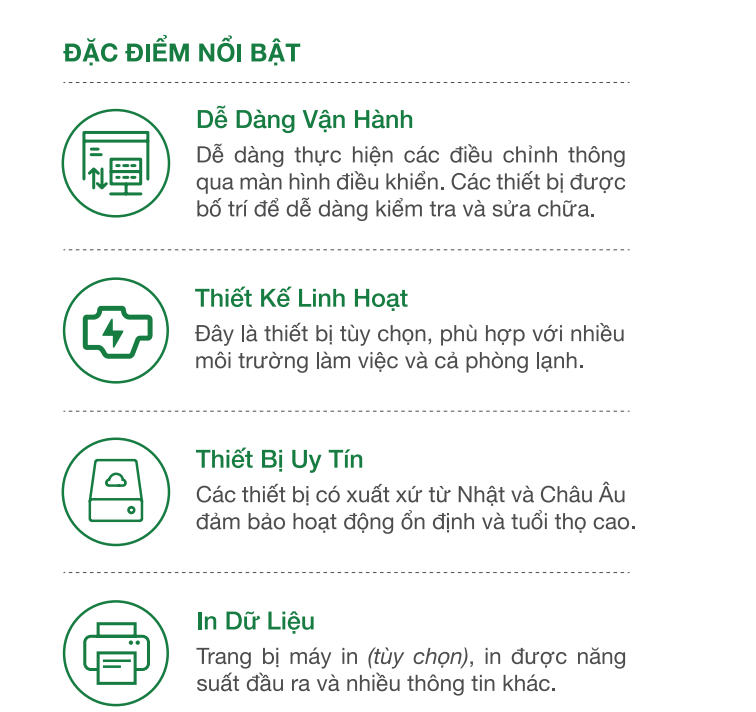 ĐẶC ĐIỂM NỔI BẬT
Dễ Dàng Vận Hành
Dễ dàng thực hiện các điều chỉnh thông
qua màn hình điều khiển. Các thiết bị được
bố trí để dễ dàng kiểm tra và sửa chữa.
Thiết Kế Linh Hoạt
Đây là thiết bị tùy chọn, phù hợp với nhiều
môi trường làm việc và cả phòng lạnh.
Thiết Bị Uy Tín
Các thiết bị có xuất xứ từ Nhật và Châu Âu
đảm bảo hoạt động ổn định và tuổi thọ cao.
In Dữ Liệu
Trang bị máy in (tùy chọn), in được năng
suất đầu ra và nhiều thông tin khác.